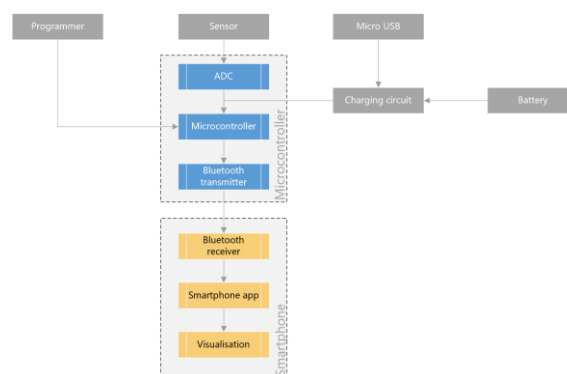 Programmer
Sensor
Micro USB
ADC
Charging circuit
Battery
Microcontroller
Microcontroller
Bluetooth
transmitter
Bluetooth
receiver
Smartphone app
Visualisation
Smartphone